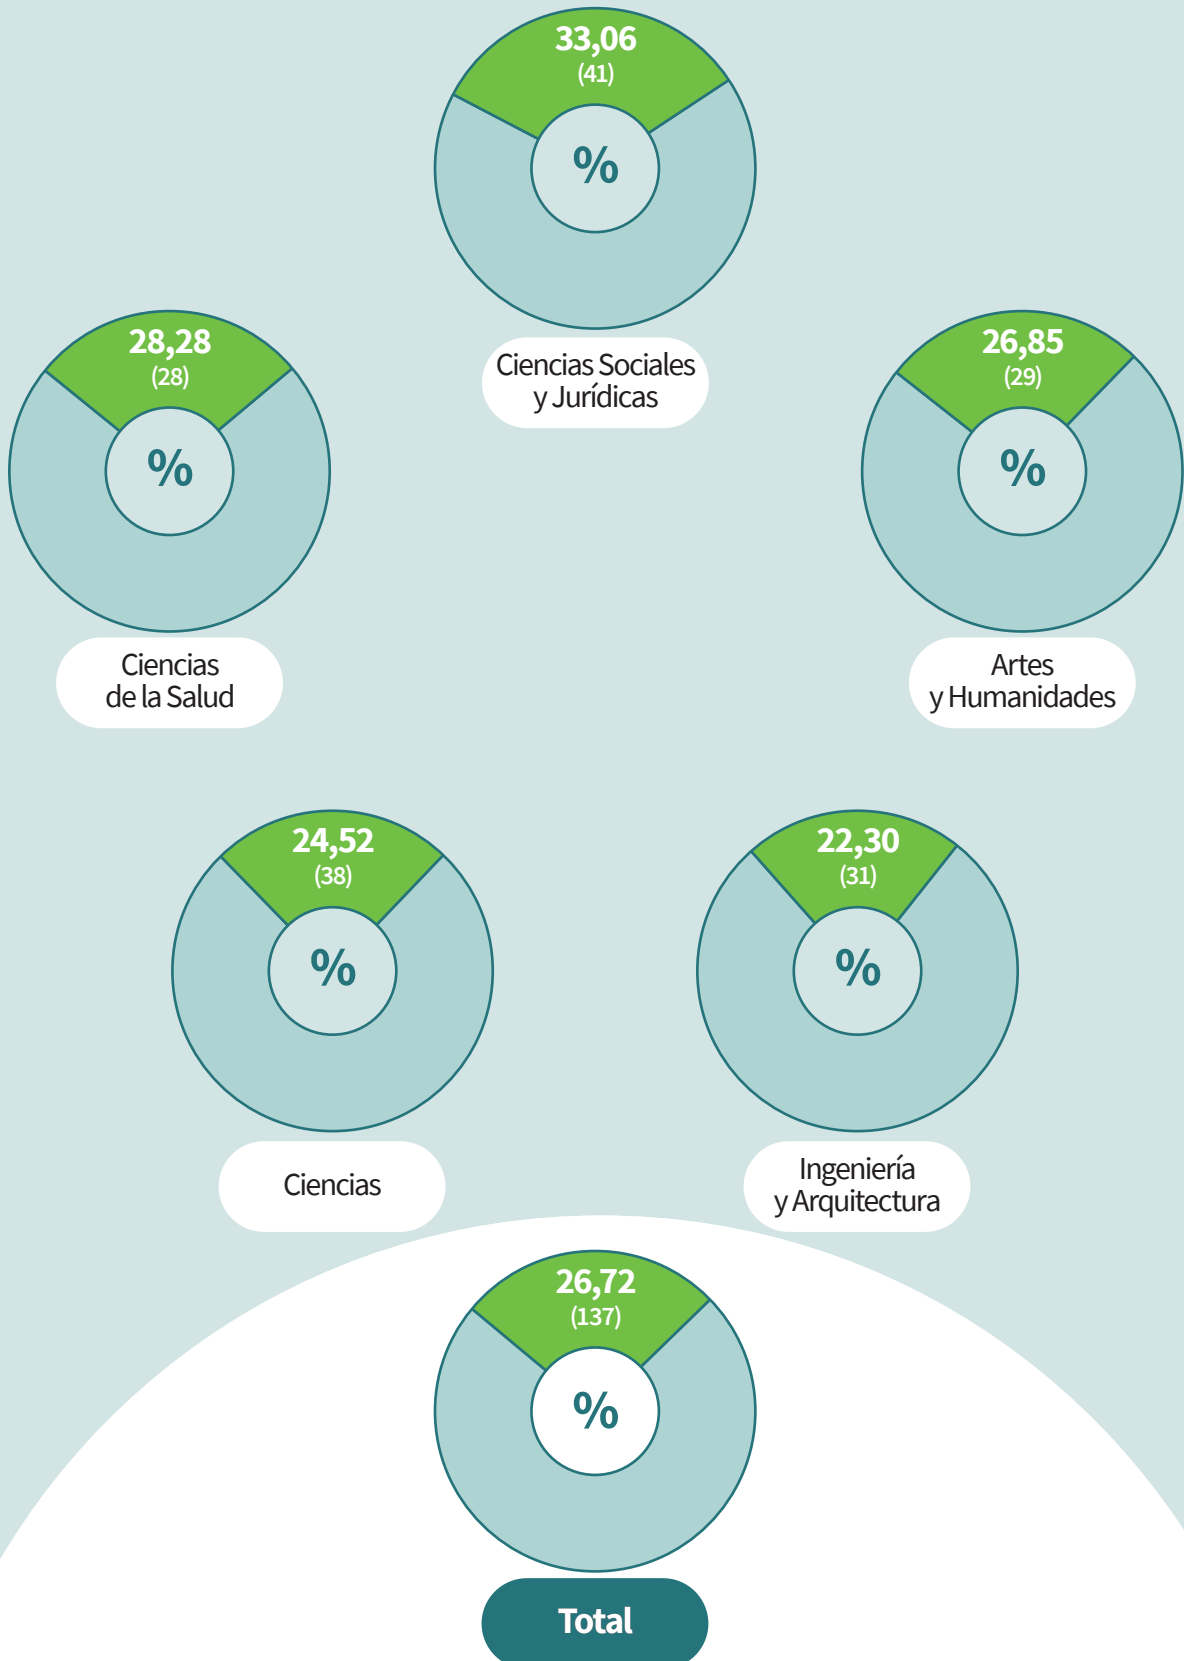 33,06
(41)
%
Ciencias Sociales
y Jurídicas
28,28
(28)
%
Ciencias
de la Salud
26,85
(29)
%
Artes
y Humanidades
24,52
(38)
%
Ciencias
22,30
(31)
%
Ingeniería
y Arquitectura
26,72
(137)
%
Total